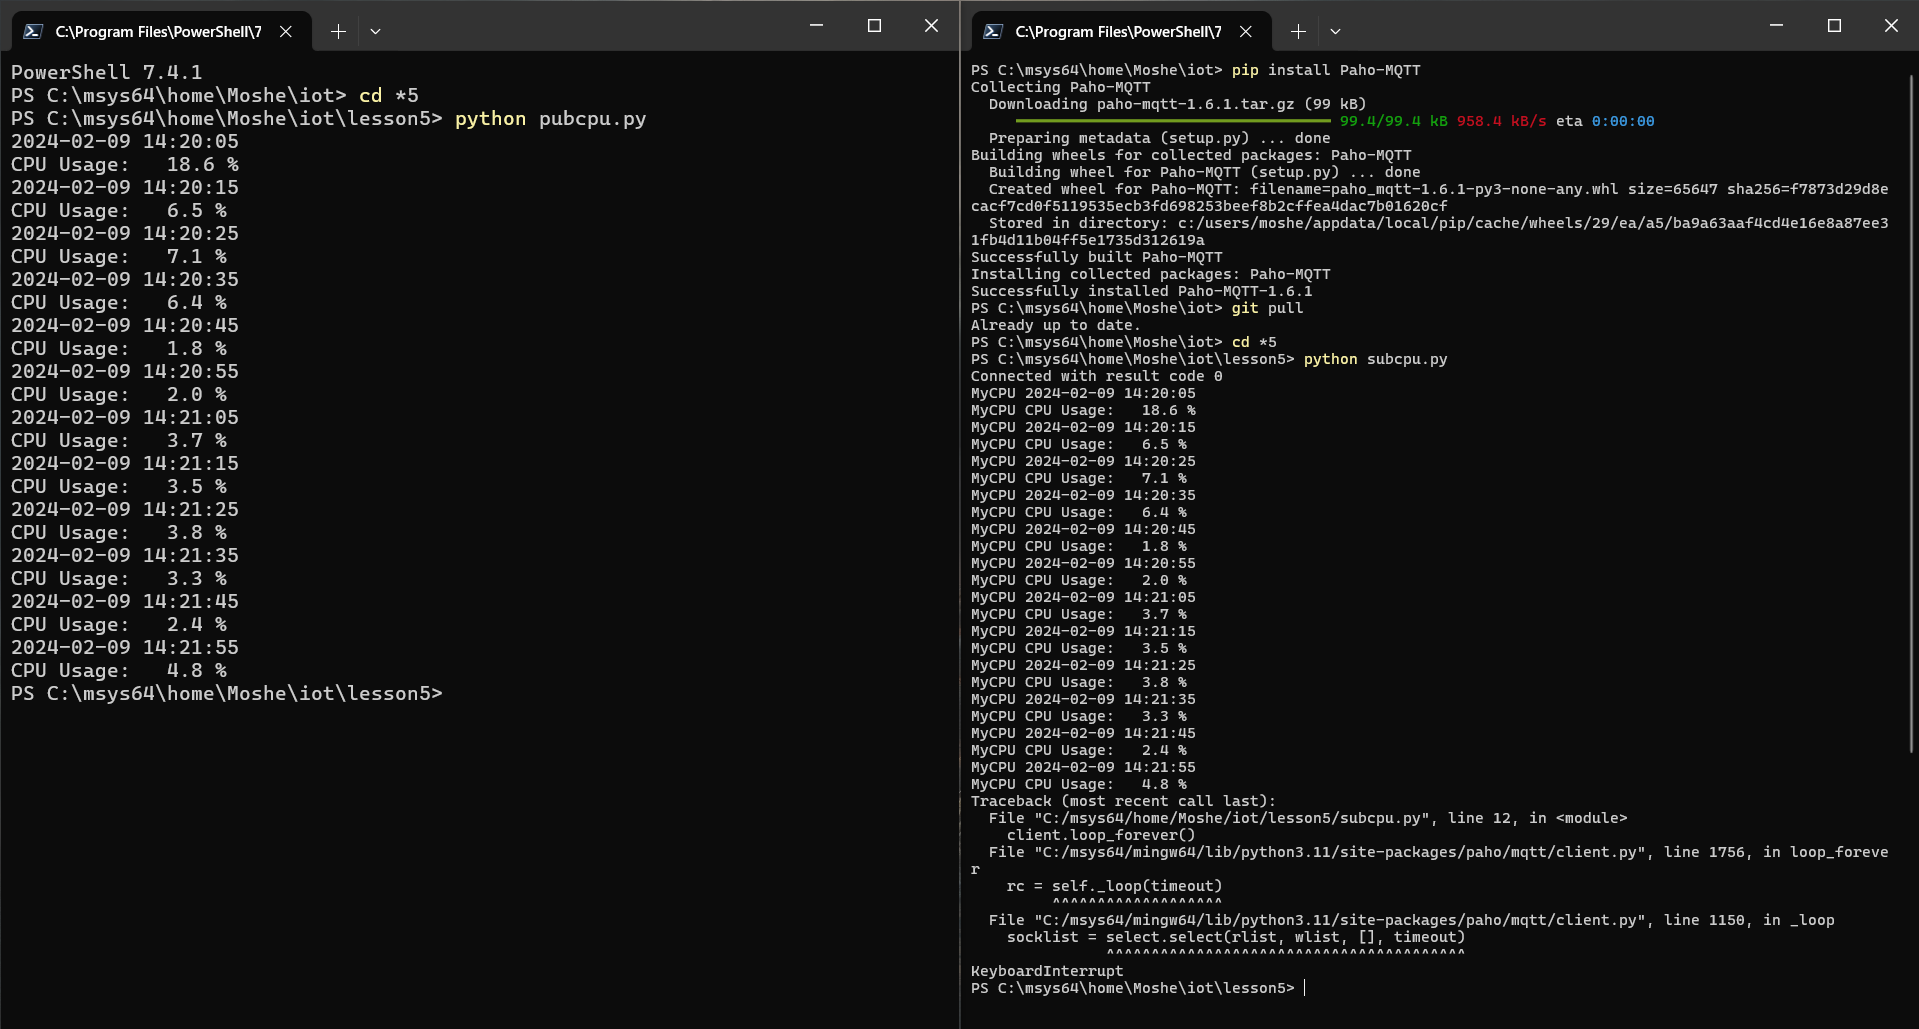 C:\Program Files\PowerShell\7
PowerShell 7.4.1
PS C:\msys64\home\Moshe\iot> cd *5
PS C:\msys64\home\Moshe\iot\lesson5> python pubcpu.py
2024-02-09 14:20:05
CPU Usage:   18.6 %
2024-02-09 14:20:15
CPU Usage:   6.5 %
2024-02-09 14:20:25
CPU Usage:   7.1 %
2024-02-09 14:20:35
CPU Usage:   6.4 %
2024-02-09 14:20:45
CPU Usage:   1.8 %
2024-02-09 14:20:55
CPU Usage:   2.0 %
2024-02-09 14:21:05
CPU Usage:   3.7 %
2024-02-09 14:21:15
CPU Usage:   3.5 %
2024-02-09 14:21:25
CPU Usage:   3.8 %
2024-02-09 14:21:35
CPU Usage:   3.3 %
2024-02-09 14:21:45
CPU Usage:   2.4 %
2024-02-09 14:21:55
CPU Usage:   4.8 %
PS C:\msys64\home\Moshe\iot\lesson5>
C:\Program Files\PowerShell\7
PS C:\msys64\home\Moshe\iot> pip install Paho-MQTT
Collecting Paho-MQTT
  Downloading paho-mqtt-1.6.1.tar.gz (99 kB)
     99.4/99.4 kB 958.4 kB/s eta 0:00:00
  Preparing metadata (setup.py) ... done
Building wheels for collected packages: Paho-MQTT
  Building wheel for Paho-MQTT (setup.py) ... done
  Created wheel for Paho-MQTT: filename=paho_mqtt-1.6.1-py3-none-any.whl size=65647 sha256=f7873d29d8e
cacf7cd0f5119535ecb3fd698253beef8b2cffea4dac7b01620cf
  Stored in directory: c:/users/moshe/appdata/local/pip/cache/wheels/29/ea/a5/ba9a63aaf4cd4e16e8a87ee3
1fb4d11b04ff5e1735d312619a
Successfully built Paho-MQTT
Installing collected packages: Paho-MQTT
Successfully installed Paho-MQTT-1.6.1
PS C:\msys64\home\Moshe\iot> git pull
Already up to date.
PS C:\msys64\home\Moshe\iot> cd *5
PS C:\msys64\home\Moshe\iot\lesson5> python subcpu.py
Connected with result code 0
MyCPU 2024-02-09 14:20:05
MyCPU CPU Usage:   18.6 %
MyCPU 2024-02-09 14:20:15
MyCPU CPU Usage:   6.5 %
MyCPU 2024-02-09 14:20:25
MyCPU CPU Usage:   7.1 %
MyCPU 2024-02-09 14:20:35
MyCPU CPU Usage:   6.4 %
MyCPU 2024-02-09 14:20:45
MyCPU CPU Usage:   1.8 %
MyCPU 2024-02-09 14:20:55
MyCPU CPU Usage:   2.0 %
MyCPU 2024-02-09 14:21:05
MyCPU CPU Usage:   3.7 %
MyCPU 2024-02-09 14:21:15
MyCPU CPU Usage:   3.5 %
MyCPU 2024-02-09 14:21:25
MyCPU CPU Usage:   3.8 %
MyCPU 2024-02-09 14:21:35
MyCPU CPU Usage:   3.3 %
MyCPU 2024-02-09 14:21:45
MyCPU CPU Usage:   2.4 %
MyCPU 2024-02-09 14:21:55
MyCPU CPU Usage:   4.8 %
Traceback (most recent call last):
  File "C:/msys64/home/Moshe/iot/lesson5/subcpu.py", line 12, in <module>
    client.loop_forever()
  File "C:/msys64/mingw64/lib/python3.11/site-packages/paho/mqtt/client.py", line 1756, in loop_foreve
r
    rc = self._loop(timeout)
         ^^^^^^^^^^^^^^^^^^^
  File "C:/msys64/mingw64/lib/python3.11/site-packages/paho/mqtt/client.py", line 1150, in _loop
    socklist = select.select(rlist, wlist, [], timeout)
               ^^^^^^^^^^^^^^^^^^^^^^^^^^^^^^^^^^^^^^^^
KeyboardInterrupt
PS C:\msys64\home\Moshe\iot\lesson5>